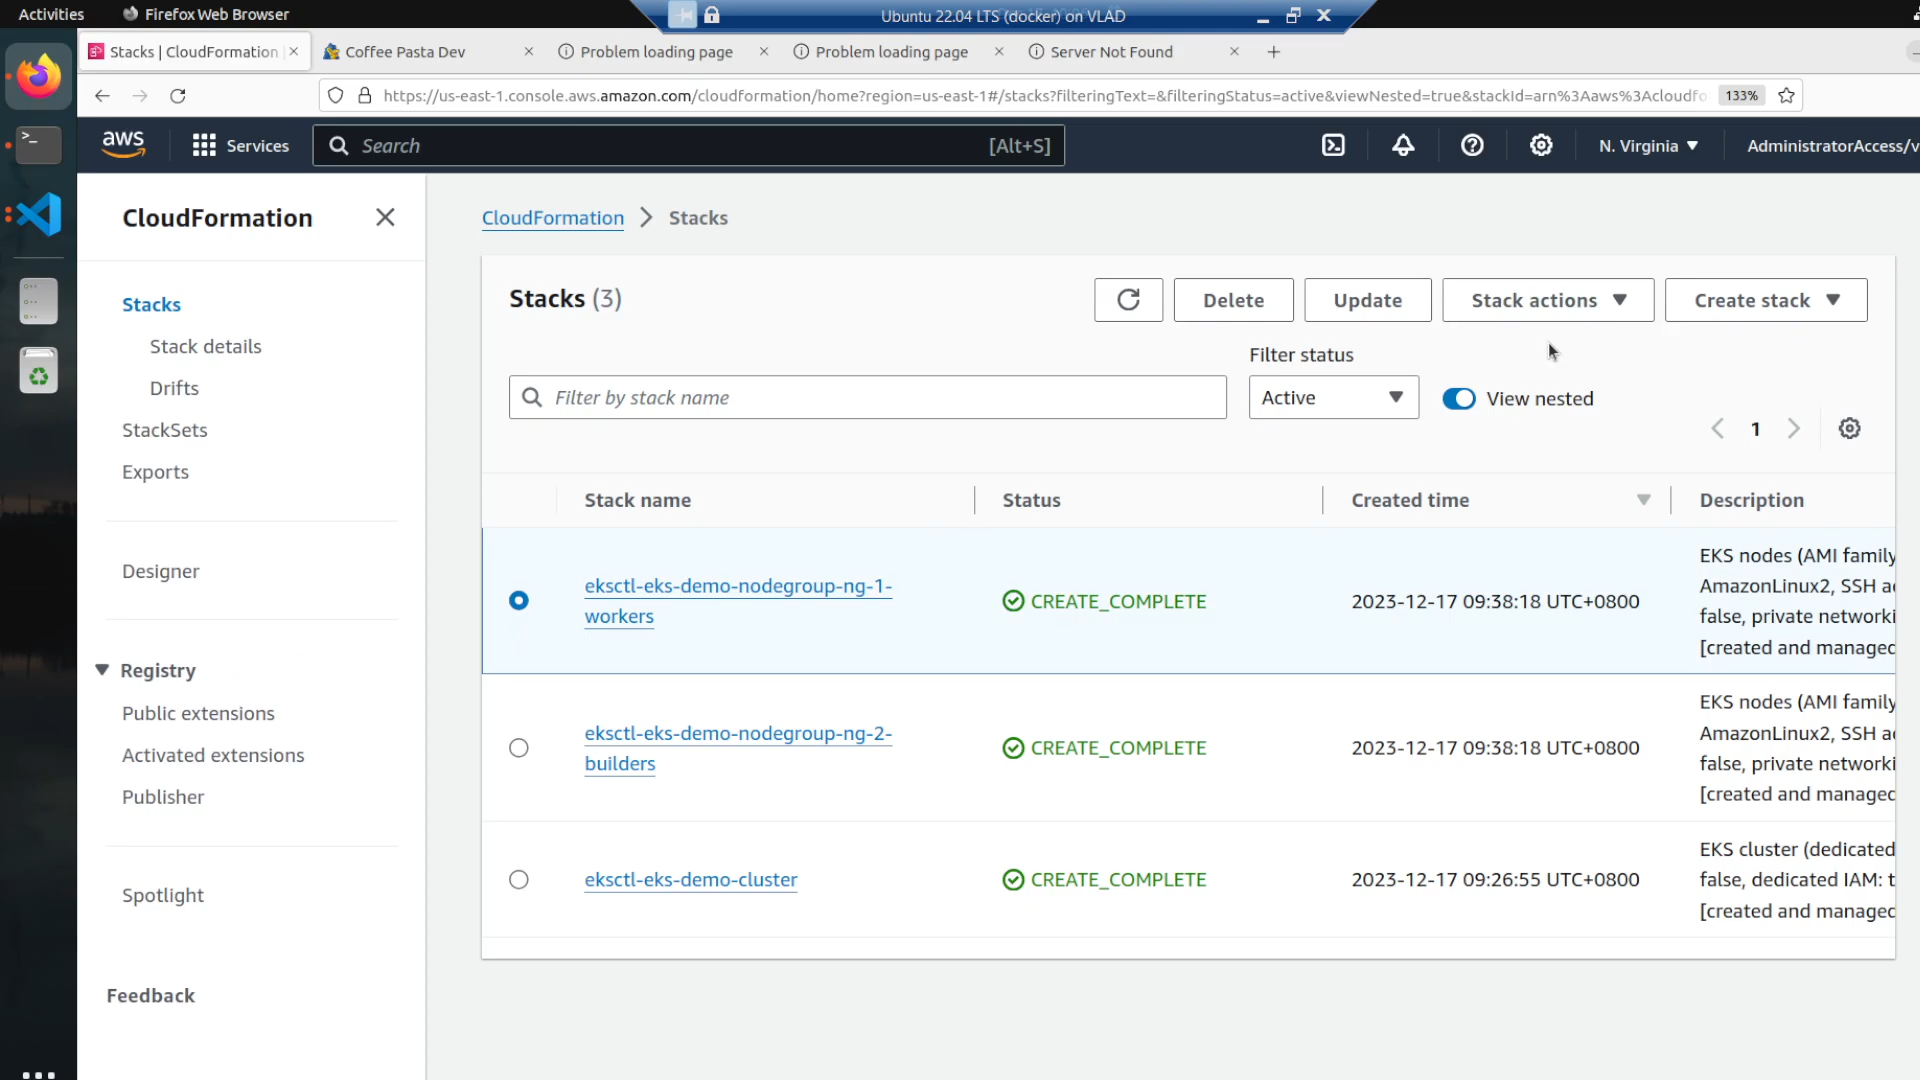 Activities
Firefox Web Browser
Ubuntu 22.04 LTS (docker) on VLAD
Stacks | CloudFormation
Coffee Pasta Dev
Problem loading page
Problem loading page
Server Not Found
https://us-east-1.console.aws.amazon.com/cloudformation/home?region=us-east-1#/stacks?filteringText=&filteringStatus=active&viewNested=true&stackId=arn%3Aaws%3Acloudfo
133%
aws
Services
Search
[Alt+S]
N. Virginia
AdministratorAccess/v
CloudFormation
Stacks
Stack details
Drifts
StackSets
Exports
Designer
Registry
Public extensions
Activated extensions
Publisher
Spotlight
Feedback
CloudFormation
Stacks
Stacks (3)
Delete
Update
Stack actions
Create stack
Filter by stack name
Filter status
Active
View nested
1
Stack name
Status
Created time
Description
eksctl-eks-demo-nodegroup-ng-1-
workers
CREATE_COMPLETE
2023-12-17 09:38:18 UTC+0800
EKS nodes (AMI family
AmazonLinux2, SSH a
false, private networki
[created and managed
eksctl-eks-demo-nodegroup-ng-2-
builders
CREATE_COMPLETE
2023-12-17 09:38:18 UTC+0800
EKS nodes (AMI family
AmazonLinux2, SSH a
false, private networki
[created and managed
eksctl-eks-demo-cluster
CREATE_COMPLETE
2023-12-17 09:26:55 UTC+0800
EKS cluster (dedicated
false, dedicated IAM: t
[created and managed